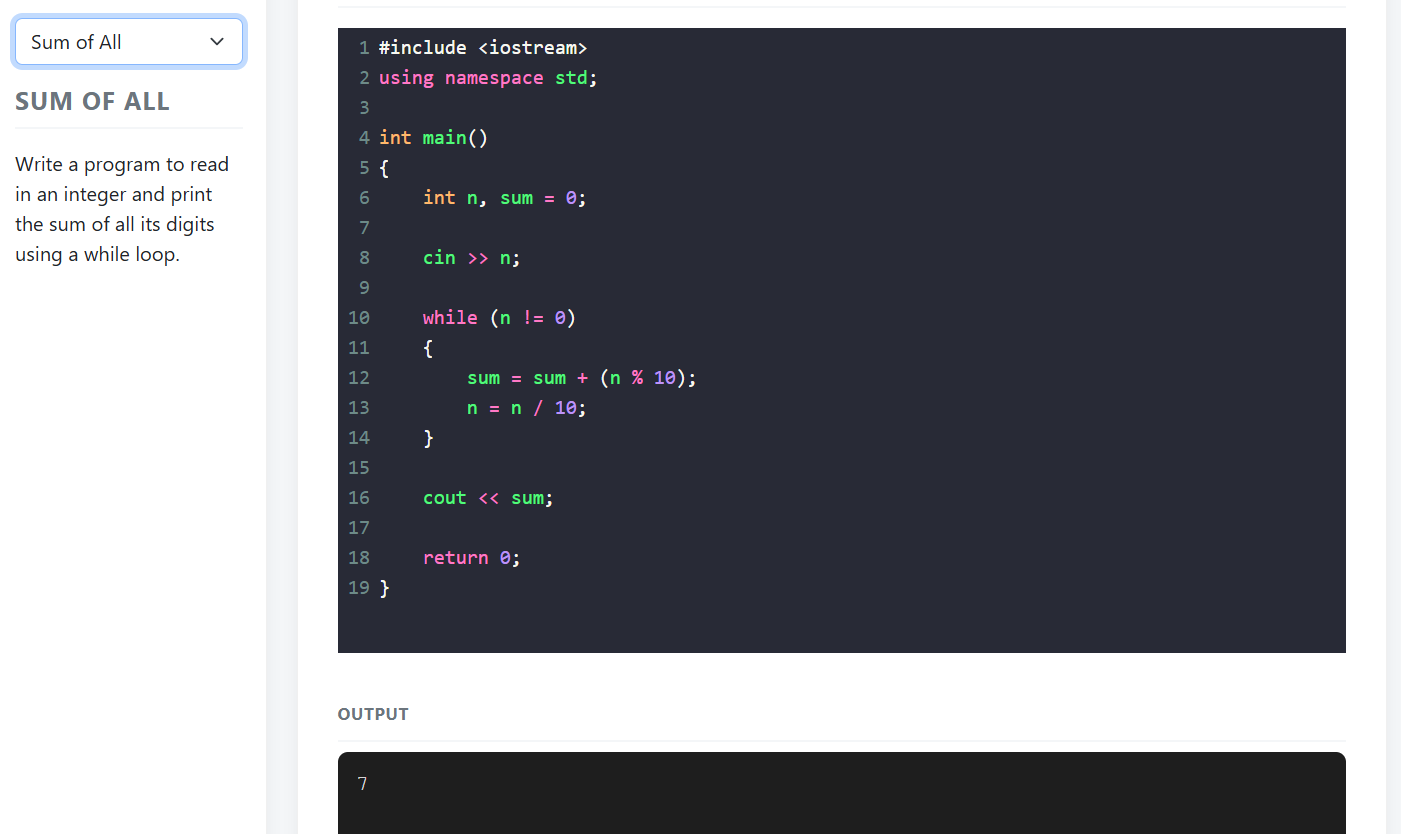 Sum of All
SUM OF ALL
Write a program to read
in an integer and print
the sum of all its digits
using a while loop.
1 #include <iostream>
2 using namespace std;
3
4 int main()
5 {
6     int n, sum = 0;
7
8     cin >> n;
9
10     while (n != 0)
11     {
12         sum = sum + (n % 10);
13         n = n / 10;
14     }
15
16     cout << sum;
17
18     return 0;
19 }
OUTPUT
7